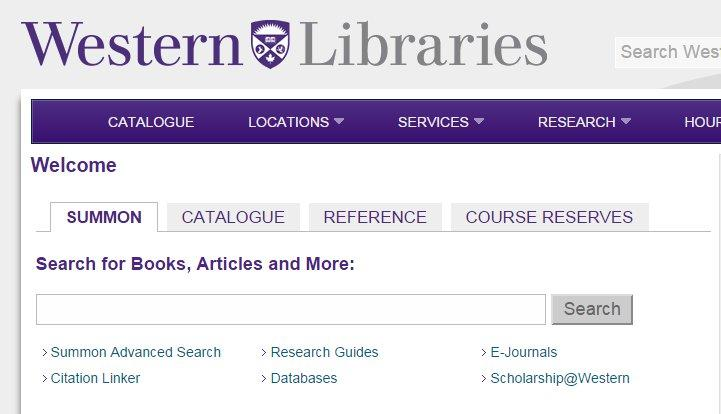 Western Libraries
Search West
CATALOGUE LOCATIONS SERVICES RESEARCH HOUR
Welcome
SUMMON CATALOGUE REFERENCE COURSE RESERVES
Search for Books, Articles and More:
Search
Summon Advanced Search Research Guides E-Journals
Citation Linker Databases Scholarship@Western